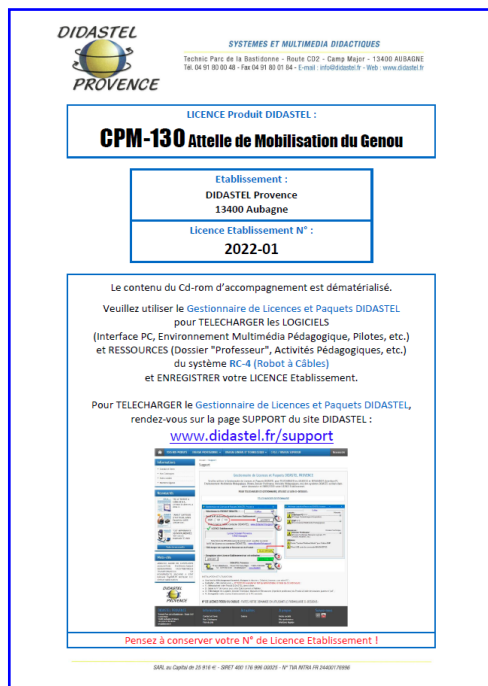 DIDASTEL
PROVENCE
SYSTEMES ET MULTIMEDIA DIDACTIQUES
Technic Parc de la Bastidonne - Route CD2 - Camp Major - 13400 AUBAGNE
Tél. 04 91 80 00 48 - Fax 04 91 80 01 84 - E-mail : info@didastel.fr - Web : www.didastel.fr
LICENCE Produit DIDASTEL :
CPM-130 Attelle de Mobilisation du Genou
Etablissement :
DIDASTEL Provence
13400 Aubagne
Licence Etablissement N° :
2022-01
Le contenu du Cd-rom d'accompagnement est dématérialisé.
Veuillez utiliser le Gestionnaire de Licences et Paquets DIDASTEL
pour TELECHARGER les LOGICIELS
(Interface PC, Environnement Multimédia Pédagogique, Pilotes, etc.)
et RESSOURCES (Dossier "Professeur", Activités Pédagogiques, etc.)
du système RC-4 (Robot à Câbles)
et ENREGISTRER votre LICENCE Etablissement.
Pour TELECHARGER le Gestionnaire de Licences et Paquets DIDASTEL,
rendez-vous sur la page SUPPORT du site DIDASTEL :
www.didastel.fr/support
Support
Pensez à conserver votre N° de Licence Etablissement !